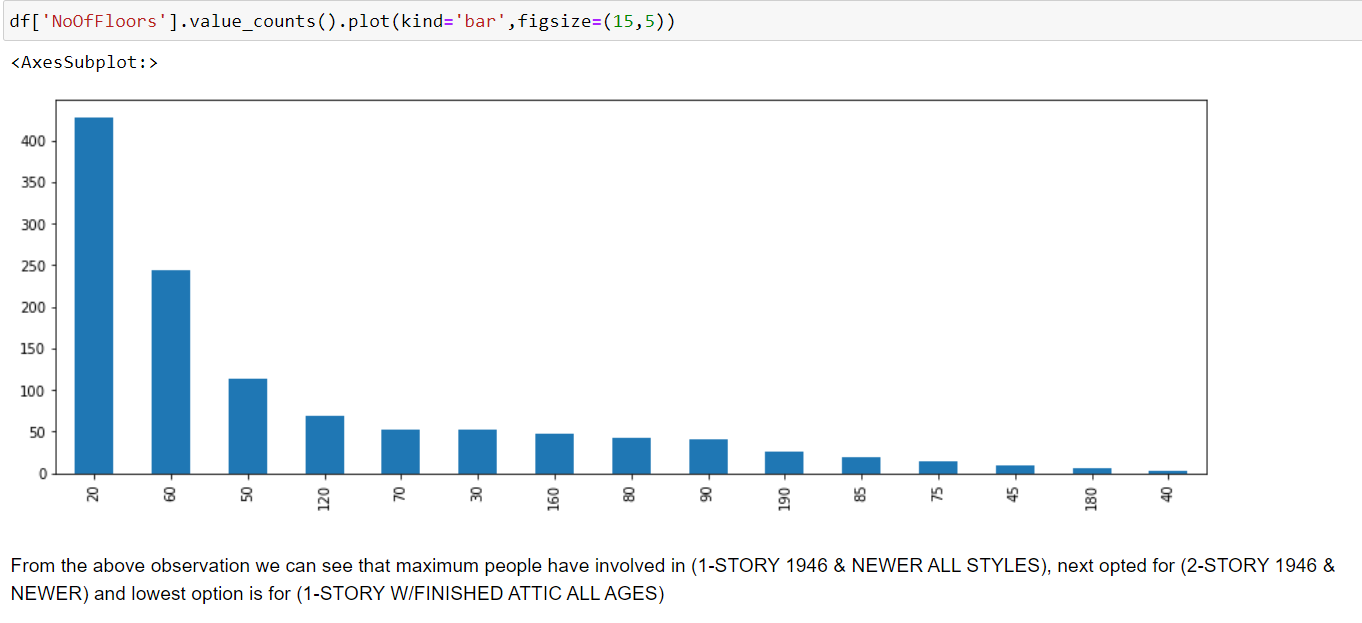 df['NoOfFloors'].value_counts().plot(kind='bar',figsize=(15,5))
<AxesSubplot:>
400
350
300
250
200
150
100
50
0
20 60 50 120 70 30 160 80 90 190 85 75 45 180 40
From the above observation we can see that maximum people have involved in (1-STORY 1946 & NEWER ALL STYLES), next opted for (2-STORY 1946 &
NEWER) and lowest option is for (1-STORY W/FINISHED ATTIC ALL AGES)